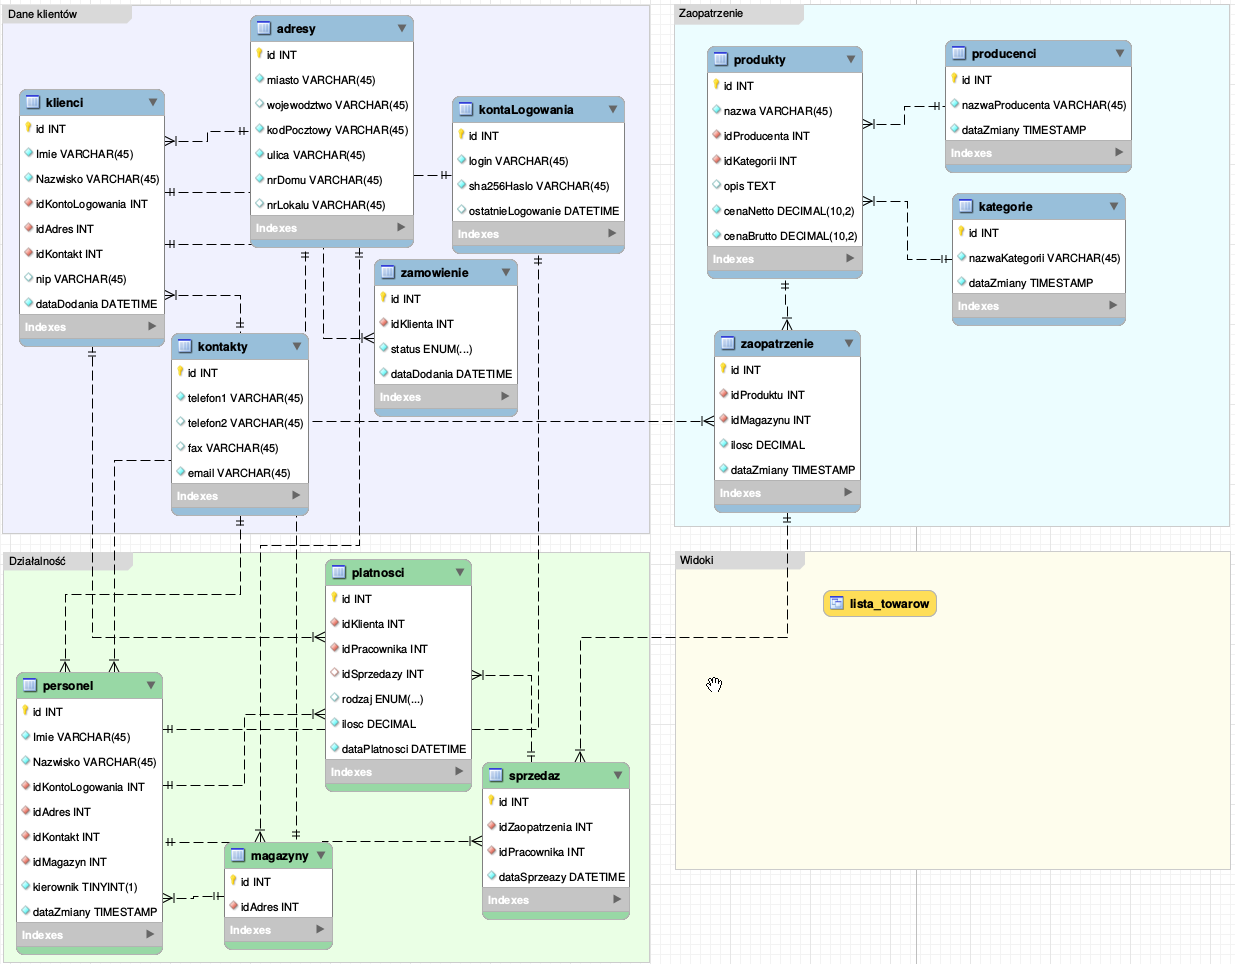 Dane klientów
adresy
id INT
miasto VARCHAR(45)
wojewodztwo VARCHAR(45)
kodPocztowy VARCHAR(45)
ulica VARCHAR(45)
nrDomu VARCHAR(45)
nrLokalu VARCHAR(45)
Indexes
klienci
id INT
Imie VARCHAR(45)
Nazwisko VARCHAR(45)
idKontoLogowania INT
idAdres INT
idKontakt INT
nip VARCHAR(45)
dataDodania DATETIME
Indexes
kontaLogowania
id INT
login VARCHAR(45)
sha256Haslo VARCHAR(45)
ostatnieLogowanie DATETIME
Indexes
zamowienie
id INT
idKlienta INT
status ENUM(...)
dataDodania DATETIME
Indexes
kontakty
id INT
telefon1 VARCHAR(45)
telefon2 VARCHAR(45)
fax VARCHAR(45)
email VARCHAR(45)
Indexes
Zaopatrzenie
produkty
id INT
nazwa VARCHAR(45)
idProducenta INT
idKategorii INT
opis TEXT
cenaNetto DECIMAL(10,2)
cenaBrutto DECIMAL(10,2)
Indexes
producenci
id INT
nazwaProducenta VARCHAR(45)
dataZmiany TIMESTAMP
Indexes
kategorie
id INT
nazwaKategorii VARCHAR(45)
dataZmiany TIMESTAMP
Indexes
zaopatrzenie
id INT
idProduktu INT
idMagazynu INT
ilosc DECIMAL
dataZmiany TIMESTAMP
Indexes
Działalność
platnosci
id INT
idKlienta INT
idPracownika INT
idSprzedazy INT
rodzaj ENUM(...)
ilosc DECIMAL
dataPlatnosci DATETIME
Indexes
personel
id INT
Imie VARCHAR(45)
Nazwisko VARCHAR(45)
idKontoLogowania INT
idAdres INT
idKontakt INT
idMagazyn INT
kierownik TINYINT(1)
dataZmiany TIMESTAMP
Indexes
magazyny
id INT
idAdres INT
Indexes
sprzedaz
id INT
idZaopatrzenia INT
idPracownika INT
dataSprzeazy DATETIME
Indexes
Widoki
lista_towarow